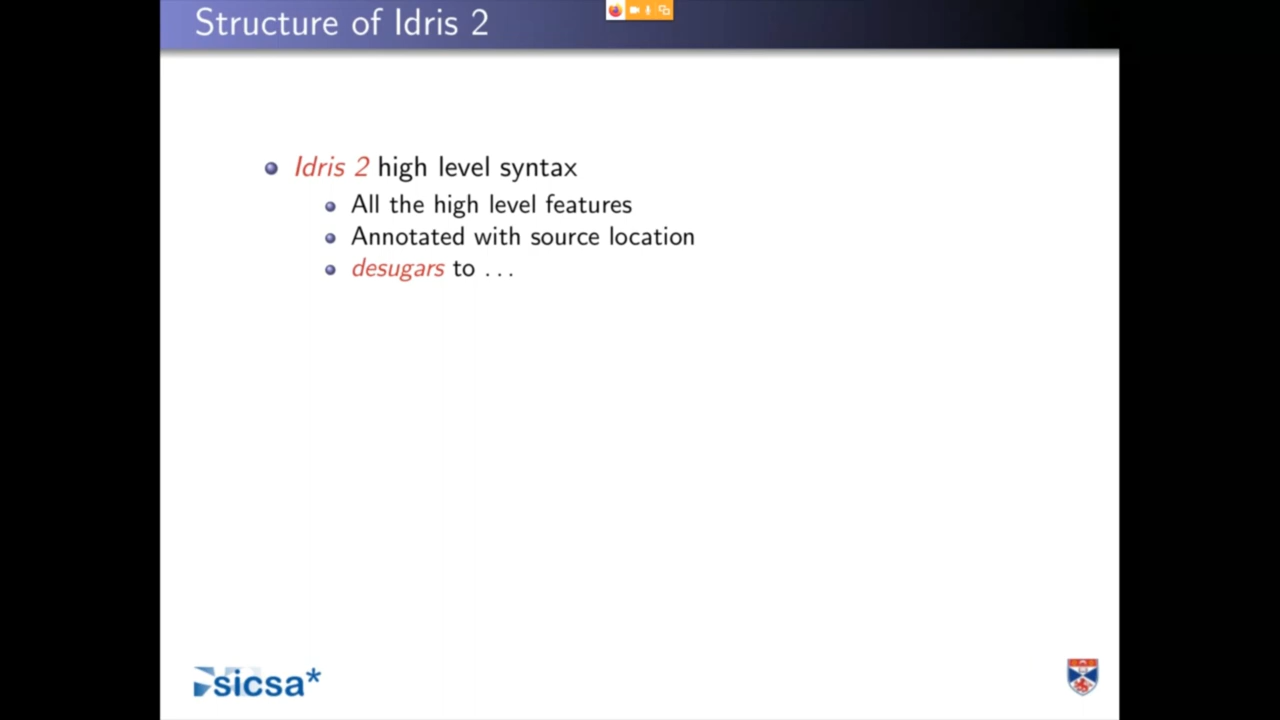 Structure of Idris 2
Idris 2 high level syntax
All the high level features
Annotated with source location
desugars to . . .
sicsa*